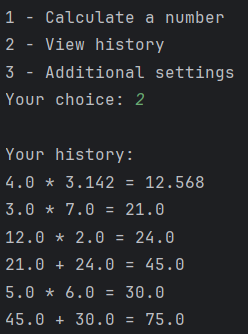 1 - Calculate a number
2 - View history
3 - Additional settings
Your choice: 2
Your history:
4.0 * 3.142 = 12.568
3.0 * 7.0 = 21.0
12.0 * 2.0 = 24.0
21.0 + 24.0 = 45.0
5.0 * 6.0 = 30.0
45.0 + 30.0 = 75.0